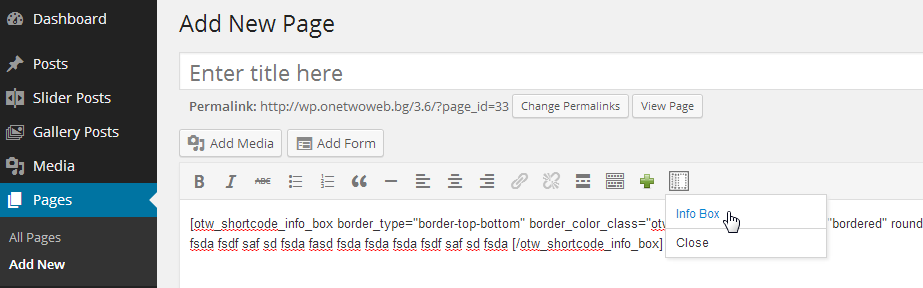 Dashboard
Posts
Slider Posts
Gallery Posts
Media
Pages
All Pages
Add New
Add New Page
Enter title here
Permalink: http://wp.onetwoweb.bg/3.6/?page_id=33 Change Permalinks View Page
Add Media Add Form
B I ABC
[otw_shortcode_info_box border_type="border-top-bottom" border_color_class="otw "bordered" round
fsda fsdf saf sd fsda fasd fsda fsda fsda fsdf saf sd fsda [/otw_shortcode_info_box]
Info Box
Close